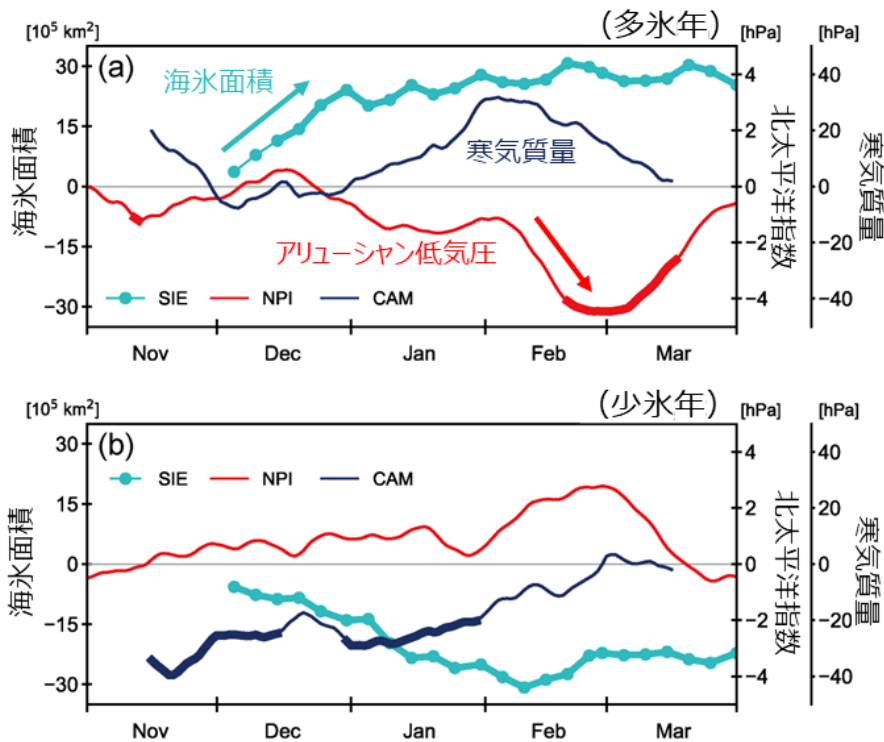 (多氷年)
[10⁵ km²] [hPa] [hPa]
(a)
海氷面積
寒気質量
アリューシャン低気圧
SIE NPI CAM
30
15
0
−15
−30
海氷面積
4
2
0
−2
−4
北太平洋指数
40
20
0
−20
−40
寒気質量
Nov Dec Jan Feb Mar
(少氷年)
[10⁵ km²] [hPa] [hPa]
(b)
SIE NPI CAM
30
15
0
−15
−30
海氷面積
4
2
0
−2
−4
北太平洋指数
40
20
0
−20
−40
寒気質量
Nov Dec Jan Feb Mar